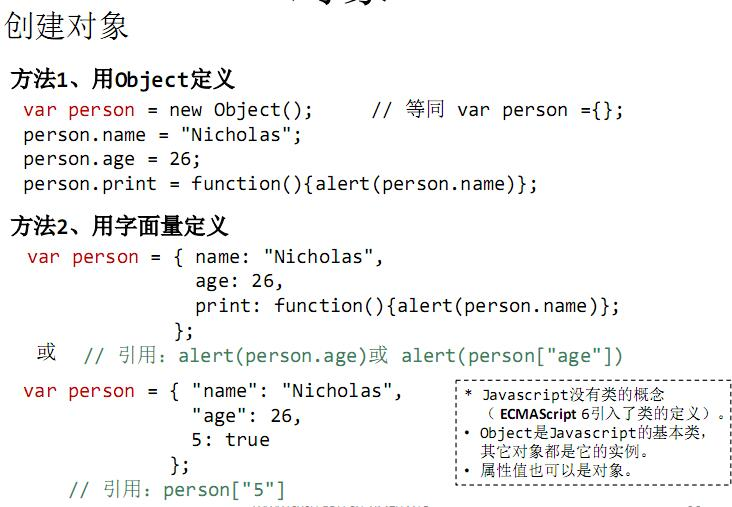 创建对象
方法1、用Object定义
var person = new Object();     // 等同 var person ={};
person.name = "Nicholas";
person.age = 26;
person.print = function(){alert(person.name)};
方法2、用字面量定义
var person = { name: "Nicholas",
age: 26,
print: function(){alert(person.name)};
};
或 // 引用: alert(person.age)或 alert(person["age"])
var person = { "name": "Nicholas",
"age": 26,
5: true
};
// 引用: person["5"]
* Javascript没有类的概念
（ ECMAScript 6引入了类的定义）。
• Object是Javascript的基本类，
其它对象都是它的实例。
• 属性值也可以是对象。